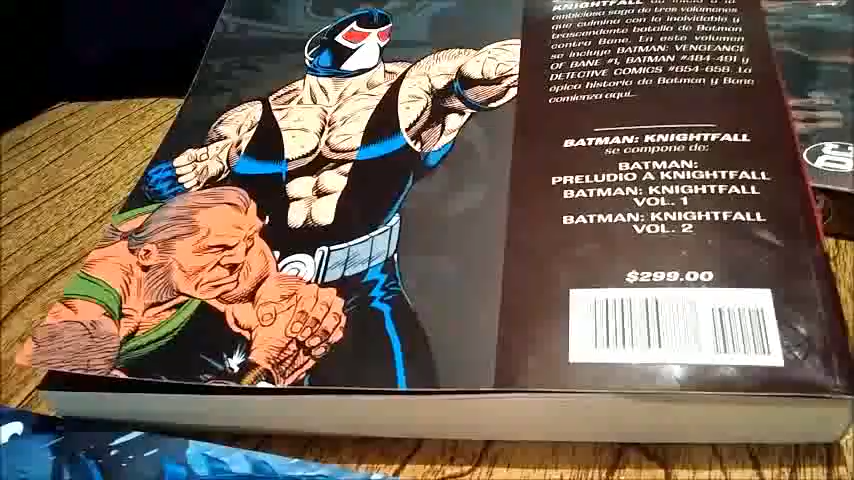 KNIGHTFALL da inicio a la
ambiciosa saga de tres volúmenes
que culmina con la inolvidable y
trascendente batalla de Batman
contra Bane. En este volumen
se incluye BATMAN: VENGEANCE
OF BANE #1, BATMAN #484-491 y
DETECTIVE COMICS #654-658. La
épica historia de Batman y Bane
comienza aquí...
BATMAN: KNIGHTFALL
se compone de:
BATMAN:
PRELUDIO A KNIGHTFALL
BATMAN: KNIGHTFALL
VOL. 1
BATMAN: KNIGHTFALL
VOL. 2
$299.00
DC